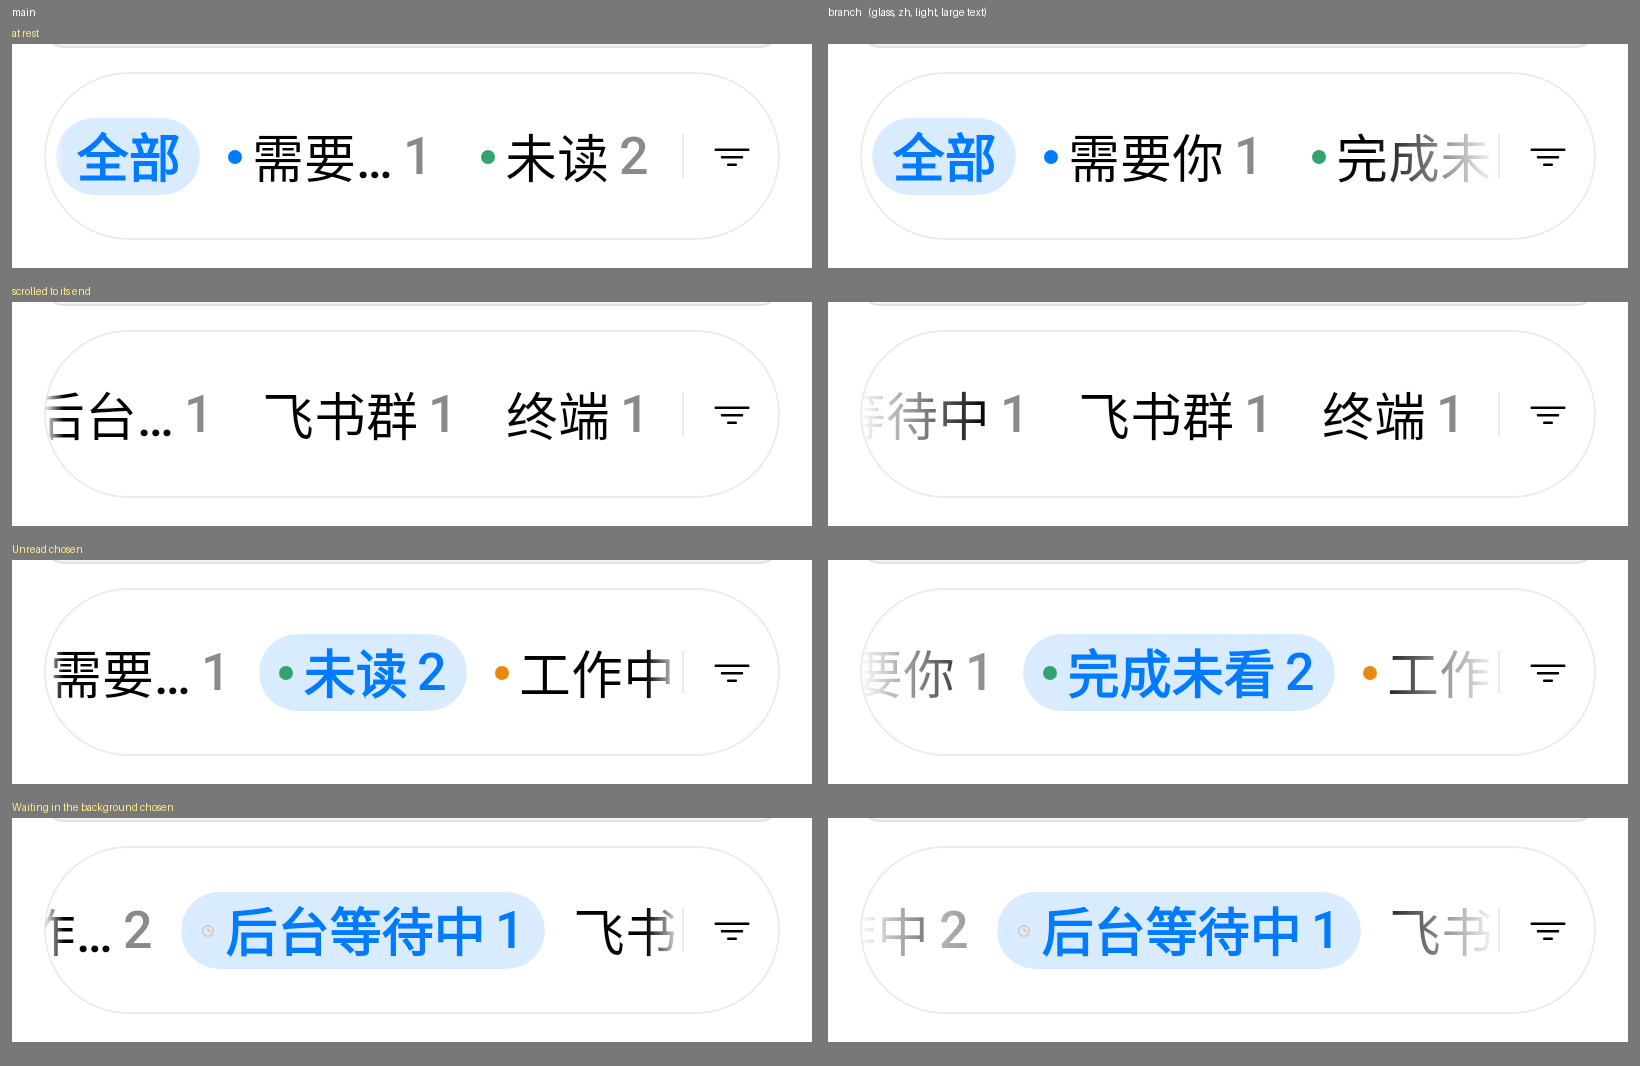 main
branch (glass, zh, light, large text)
at rest
全部 需要... 1 未读 2
全部 需要你 1 完成未
scrolled to its end
后台... 1 飞书群 1 终端 1
等待中 1 飞书群 1 终端 1
Unread chosen
需要... 1 未读 2 工作中
要你 1 完成未看 2 工作
Waiting in the background chosen
作... 2 后台等待中 1 飞书
作中 2 后台等待中 1 飞书